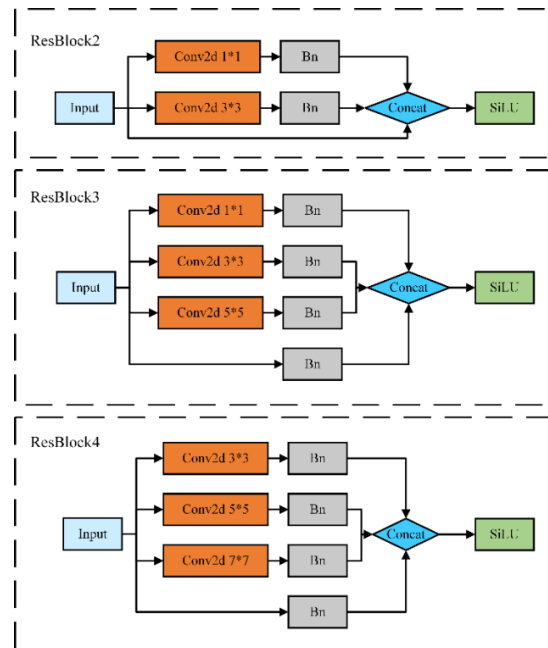 ResBlock2
Conv2d 1*1
Bn
Input
Conv2d 3*3
Bn
Concat
SiLU
ResBlock3
Conv2d 1*1
Bn
Conv2d 3*3
Bn
Input
Concat
SiLU
Conv2d 5*5
Bn
Bn
ResBlock4
Conv2d 3*3
Bn
Conv2d 5*5
Bn
Input
Concat
SiLU
Conv2d 7*7
Bn
Bn